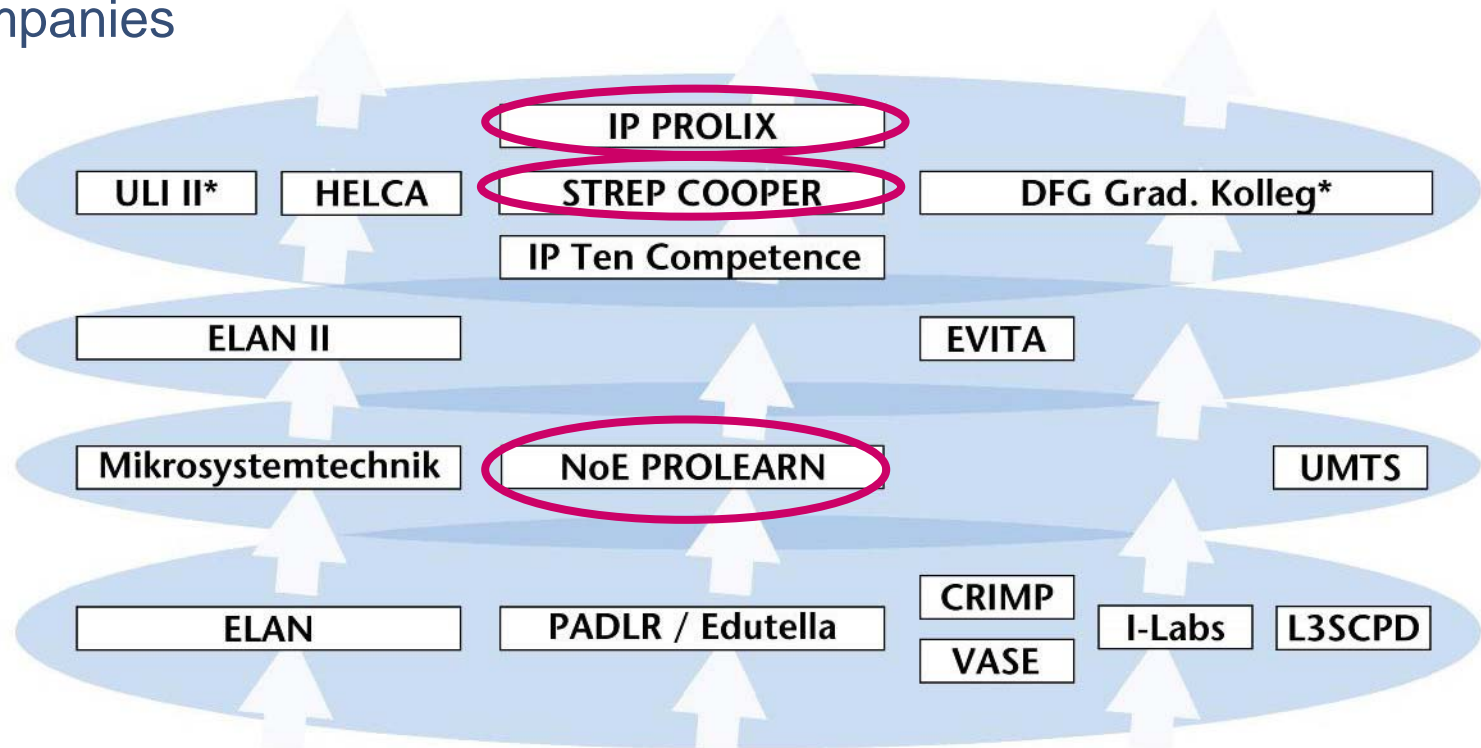 mpanies
IP PROLIX
ULI II* HELCA STREP COOPER DFG Grad. Kolleg*
IP Ten Competence
ELAN II EVITA
Mikrosystemtechnik NoE PROLEARN UMTS
CRIMP
ELAN PADLR / Edutella I-Labs L3SCPD
VASE